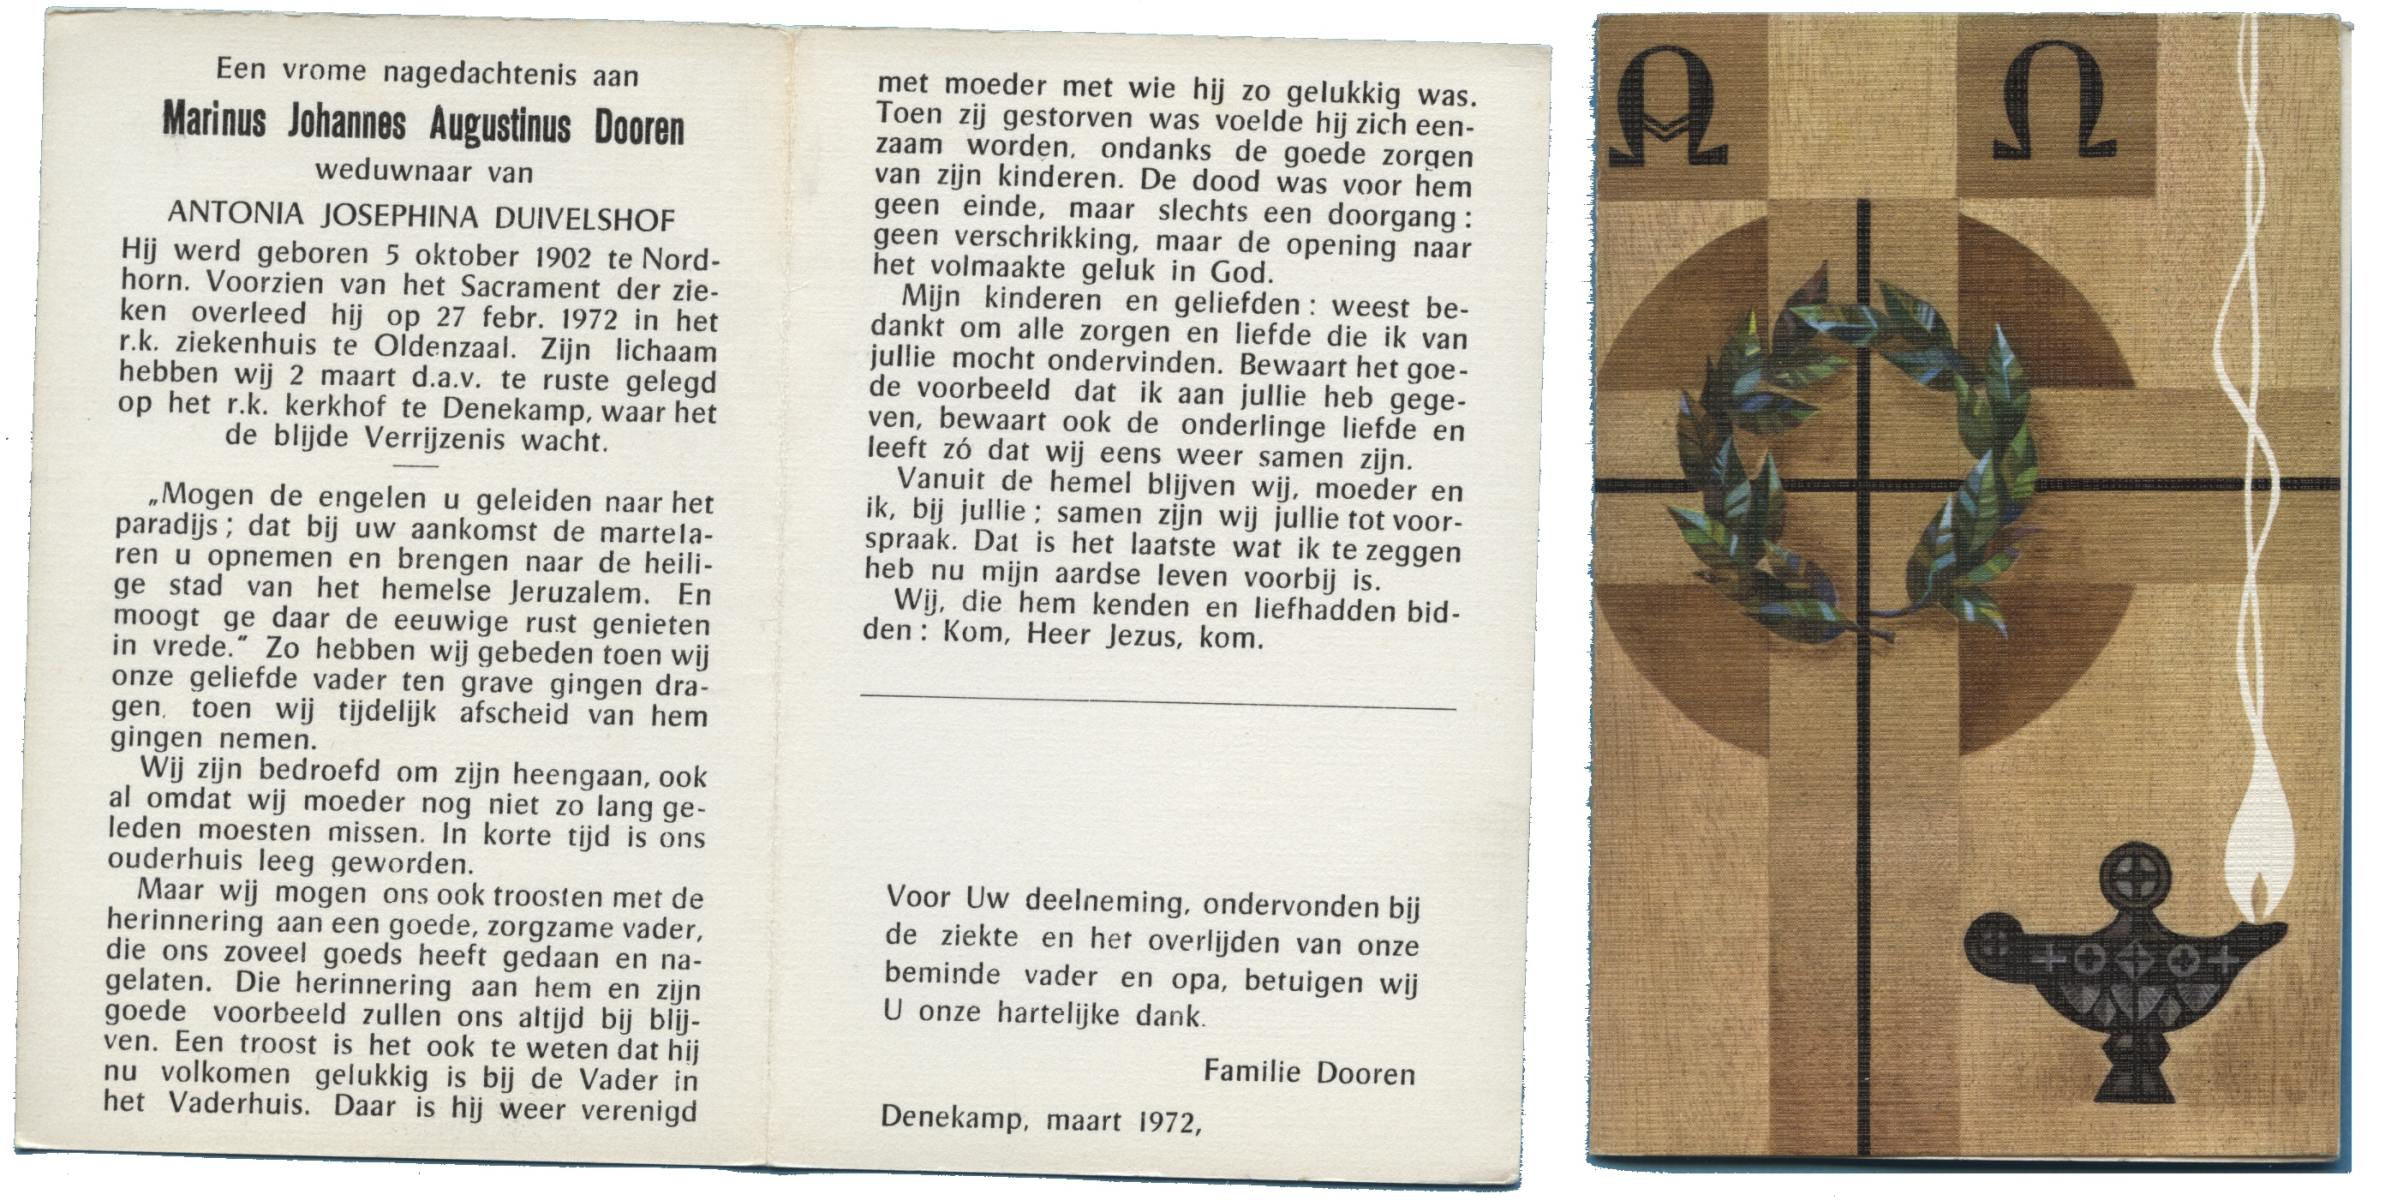 Een vrome nagedachtenis aan
Marinus Johannes Augustinus Dooren
weduwnaar van
ANTONIA JOSEPHINA DUIVELSHOF
Hij werd geboren 5 oktober 1902 te Nord-
horn. Voorzien van het Sacrament der zie-
ken overleed hij op 27 febr. 1972 in het
r.k. ziekenhuis te Oldenzaal. Zijn lichaam
hebben wij 2 maart d.a.v. te ruste gelegd
op het r.k. kerkhof te Denekamp, waar het
de blijde Verrijzenis wacht.
„Mogen de engelen u geleiden naar het
paradijs; dat bij uw aankomst de martela-
ren u opnemen en brengen naar de heili-
ge stad van het hemelse Jeruzalem. En
moogt ge daar de eeuwige rust genieten
in vrede.” Zo hebben wij gebeden toen wij
onze geliefde vader ten grave gingen dra-
gen, toen wij tijdelijk afscheid van hem
gingen nemen.
Wij zijn bedroefd om zijn heengaan, ook
al omdat wij moeder nog niet zo lang ge-
leden moesten missen. In korte tijd is ons
ouderhuis leeg geworden.
Maar wij mogen ons ook troosten met de
herinnering aan een goede, zorgzame vader,
die ons zoveel goeds heeft gedaan en na-
gelaten. Die herinnering aan hem en zijn
goede voorbeeld zullen ons altijd bij blij-
ven. Een troost is het ook te weten dat hij
nu volkomen gelukkig is bij de Vader in
het Vaderhuis. Daar is hij weer verenigd
met moeder met wie hij zo gelukkig was.
Toen zij gestorven was voelde hij zich een-
zaam worden, ondanks de goede zorgen
van zijn kinderen. De dood was voor hem
geen einde, maar slechts een doorgang:
geen verschrikking, maar de opening naar
het volmaakte geluk in God.
Mijn kinderen en geliefden: weest be-
dankt om alle zorgen en liefde die ik van
jullie mocht ondervinden. Bewaart het goe-
de voorbeeld dat ik aan jullie heb gege-
ven, bewaart ook de onderlinge liefde en
leeft zó dat wij eens weer samen zijn.
Vanuit de hemel blijven wij, moeder en
ik, bij jullie; samen zijn wij jullie tot voor-
spraak. Dat is het laatste wat ik te zeggen
heb nu mijn aardse leven voorbij is.
Wij, die hem kenden en liefhadden bid-
den: Kom, Heer Jezus, kom.
Voor Uw deelneming, ondervonden bij
de ziekte en het overlijden van onze
beminde vader en opa, betuigen wij
U onze hartelijke dank.
Familie Dooren
Denekamp, maart 1972,
Ω